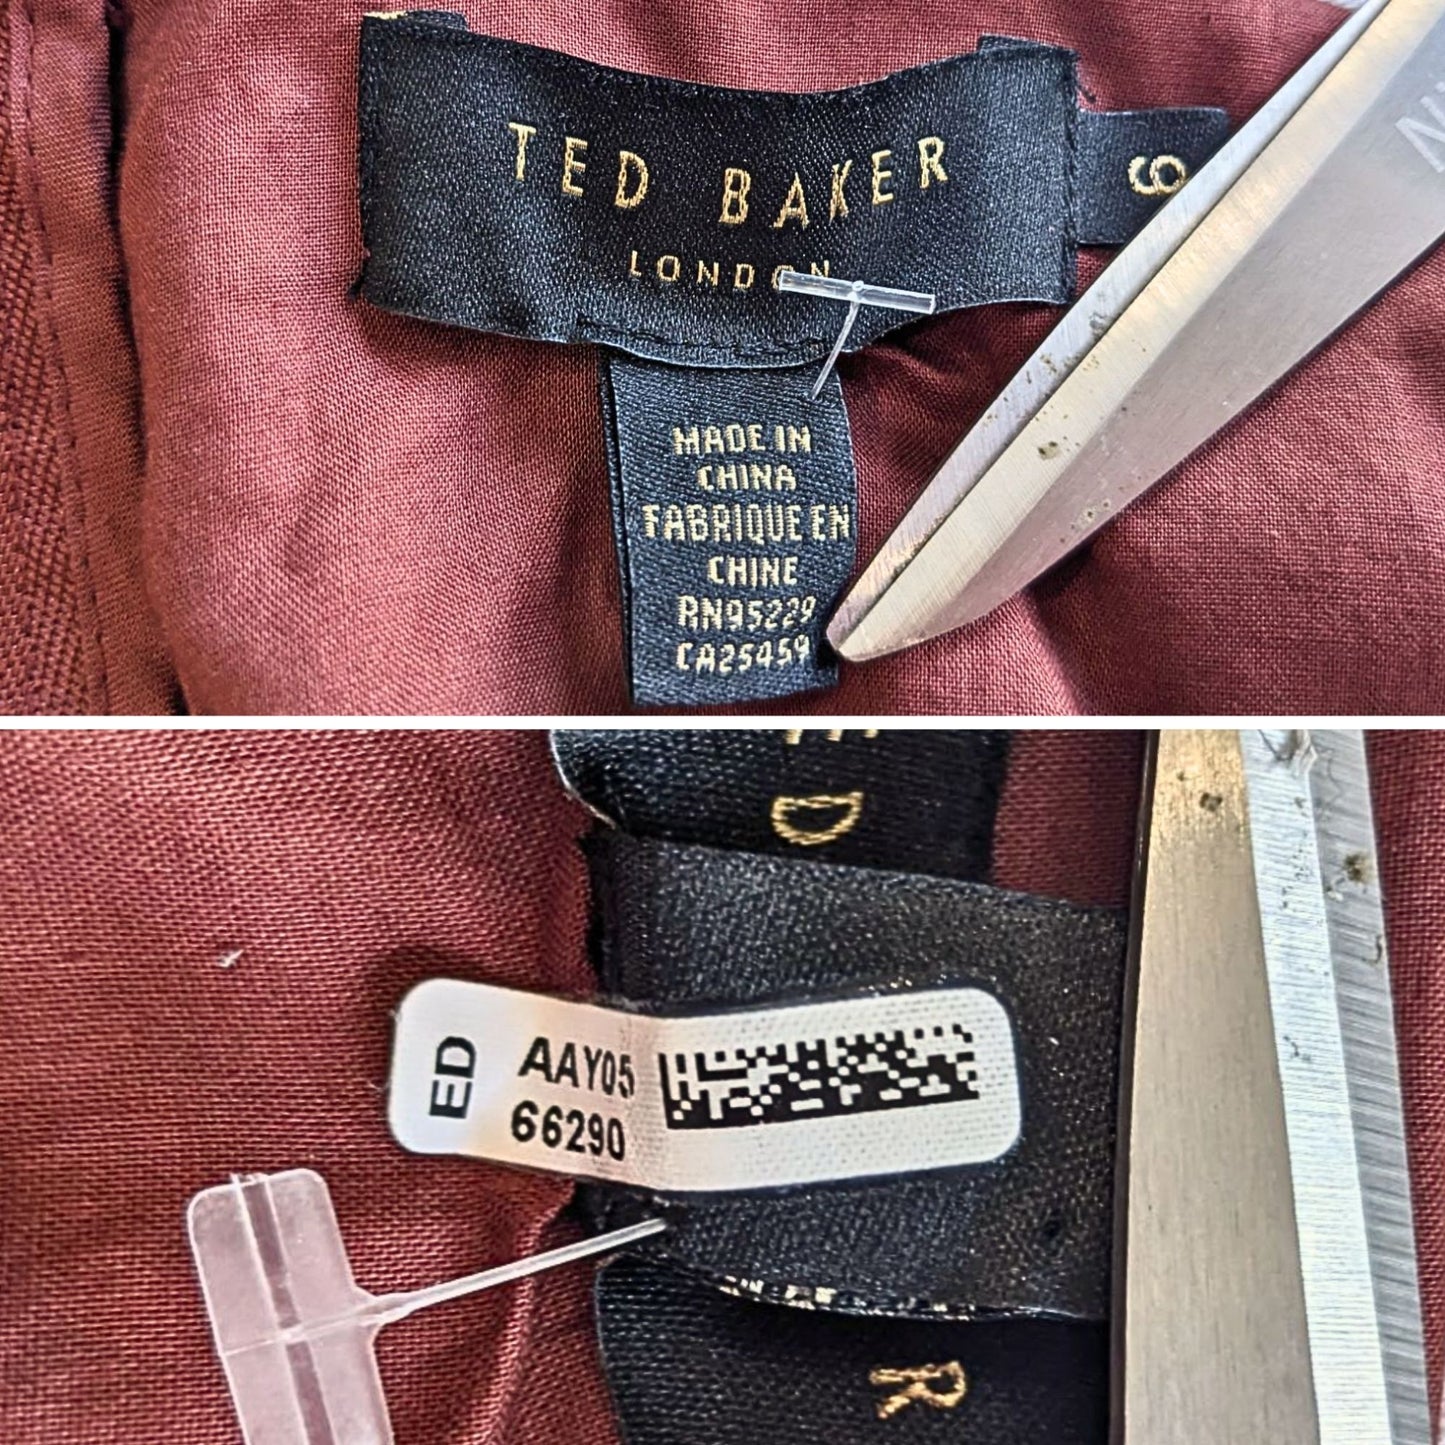 TED BAKER
LONDON
6
MADE IN
CHINA
FABRIQUE EN
CHINE
RN95229
CA25459
D
ED
AAY05
66290
R